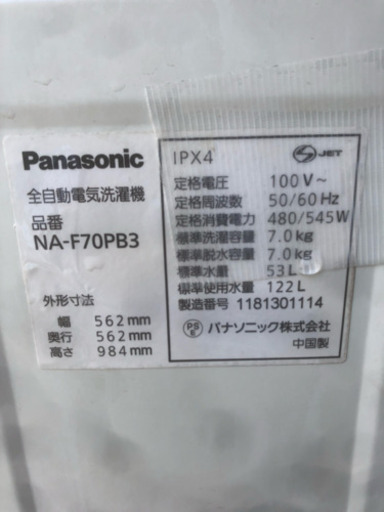 Panasonic
全自動電気洗濯機
品番
NA-F70PB3
外形寸法
幅 562mm
奥行 562mm
高さ 984mm
IPX4
S JET
定格電圧 100V~
定格周波数 50/60Hz
定格消費電力 480/545W
標準洗濯容量 7.0kg
標準脱水容量 7.0kg
標準水量 53L
標準使用水量 122L
製造番号 1181301114
PS E パナソニック株式会社
中国製